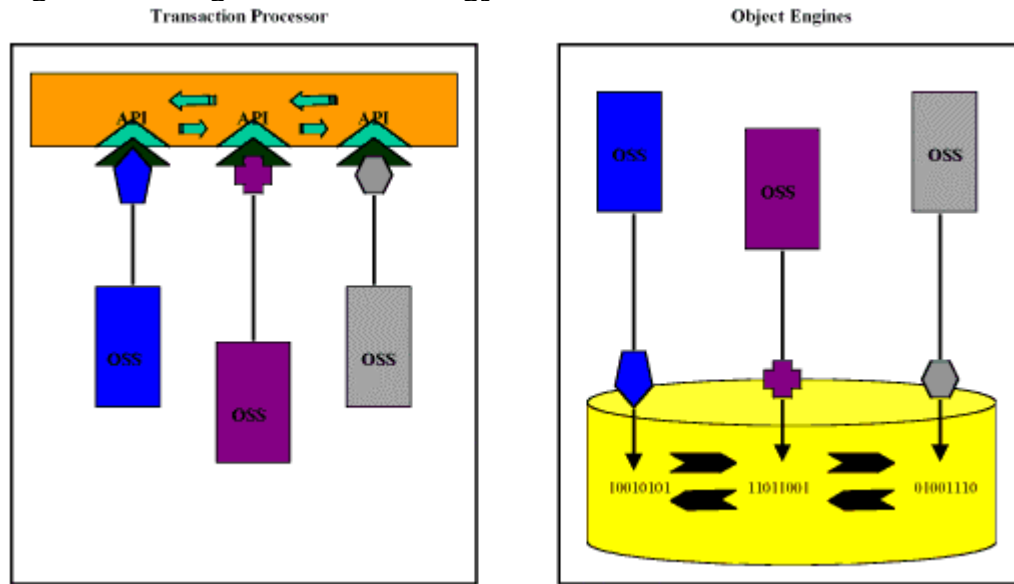 Transaction Processor
API API API
OSS
OSS
OSS
Object Engines
OSS
OSS
OSS
10010101 11011001 01001110